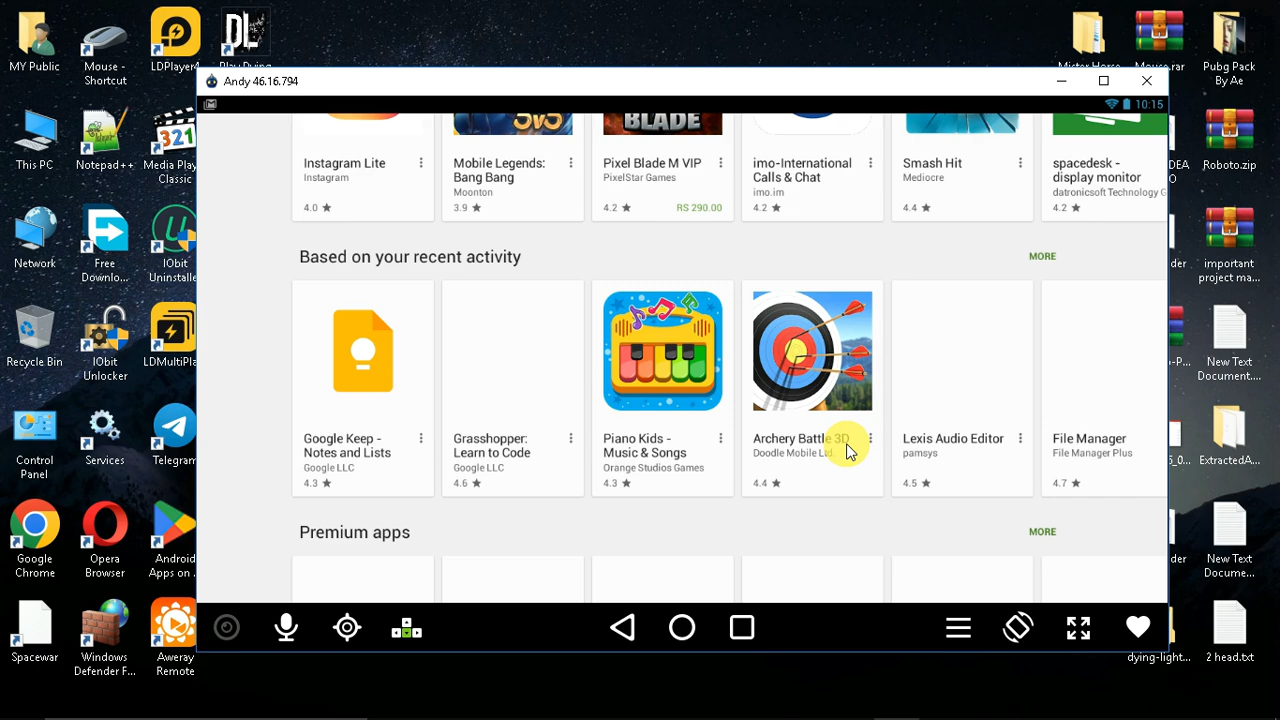 MY Public
Mouse -
Shortcut
LDPlayer4
DL
Mouse.rar
Pubg Pack
By Ae
This PC
Notepad++
321
Classic
Roboto.zip
Network
Free
Downlo...
IObit
important
project ma...
Recycle Bin
IObit
Unlocker
New Text
Document....
Control
Panel
Services
Telegram
ExtractedA...
Google
Chrome
Opera
Browser
Android
Apps on ...
New Text
Docume...
Spacewar
Windows
Defender F...
Aweray
Remote
dying-light...
2 head.txt
Andy 46.16.794
10:15
5v5
BLADE
Instagram Lite
Instagram
4.0 ★
Mobile Legends:
Bang Bang
Moonton
3.9 ★
Pixel Blade M VIP
PixelStar Games
4.2 ★
RS 290.00
imo-International
Calls & Chat
imo.im
4.2 ★
Smash Hit
Mediocre
4.4 ★
spacedesk -
display monitor
datronicsoft Technology G
4.2 ★
Based on your recent activity
MORE
Google Keep -
Notes and Lists
Google LLC
4.3 ★
Grasshopper:
Learn to Code
Google LLC
4.6 ★
Piano Kids -
Music & Songs
Orange Studios Games
4.3 ★
Archery Battle 3D
Doodle Mobile Ltd.
4.4 ★
Lexis Audio Editor
pamsys
4.5 ★
File Manager
File Manager Plus
4.7 ★
Premium apps
MORE